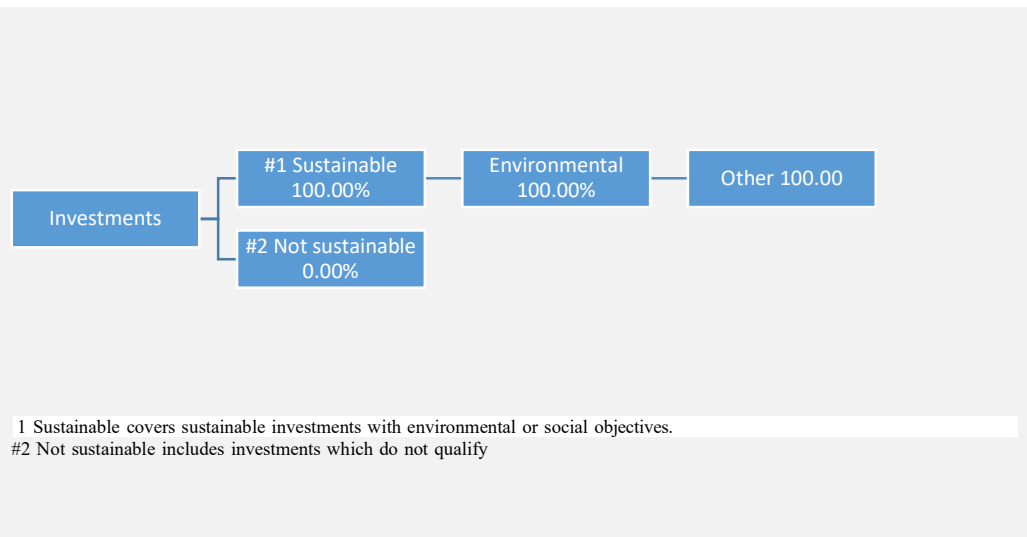 Investments
#1 Sustainable
100.00%
Environmental
100.00%
Other 100.00
#2 Not sustainable
0.00%
1 Sustainable covers sustainable investments with environmental or social objectives.
#2 Not sustainable includes investments which do not qualify